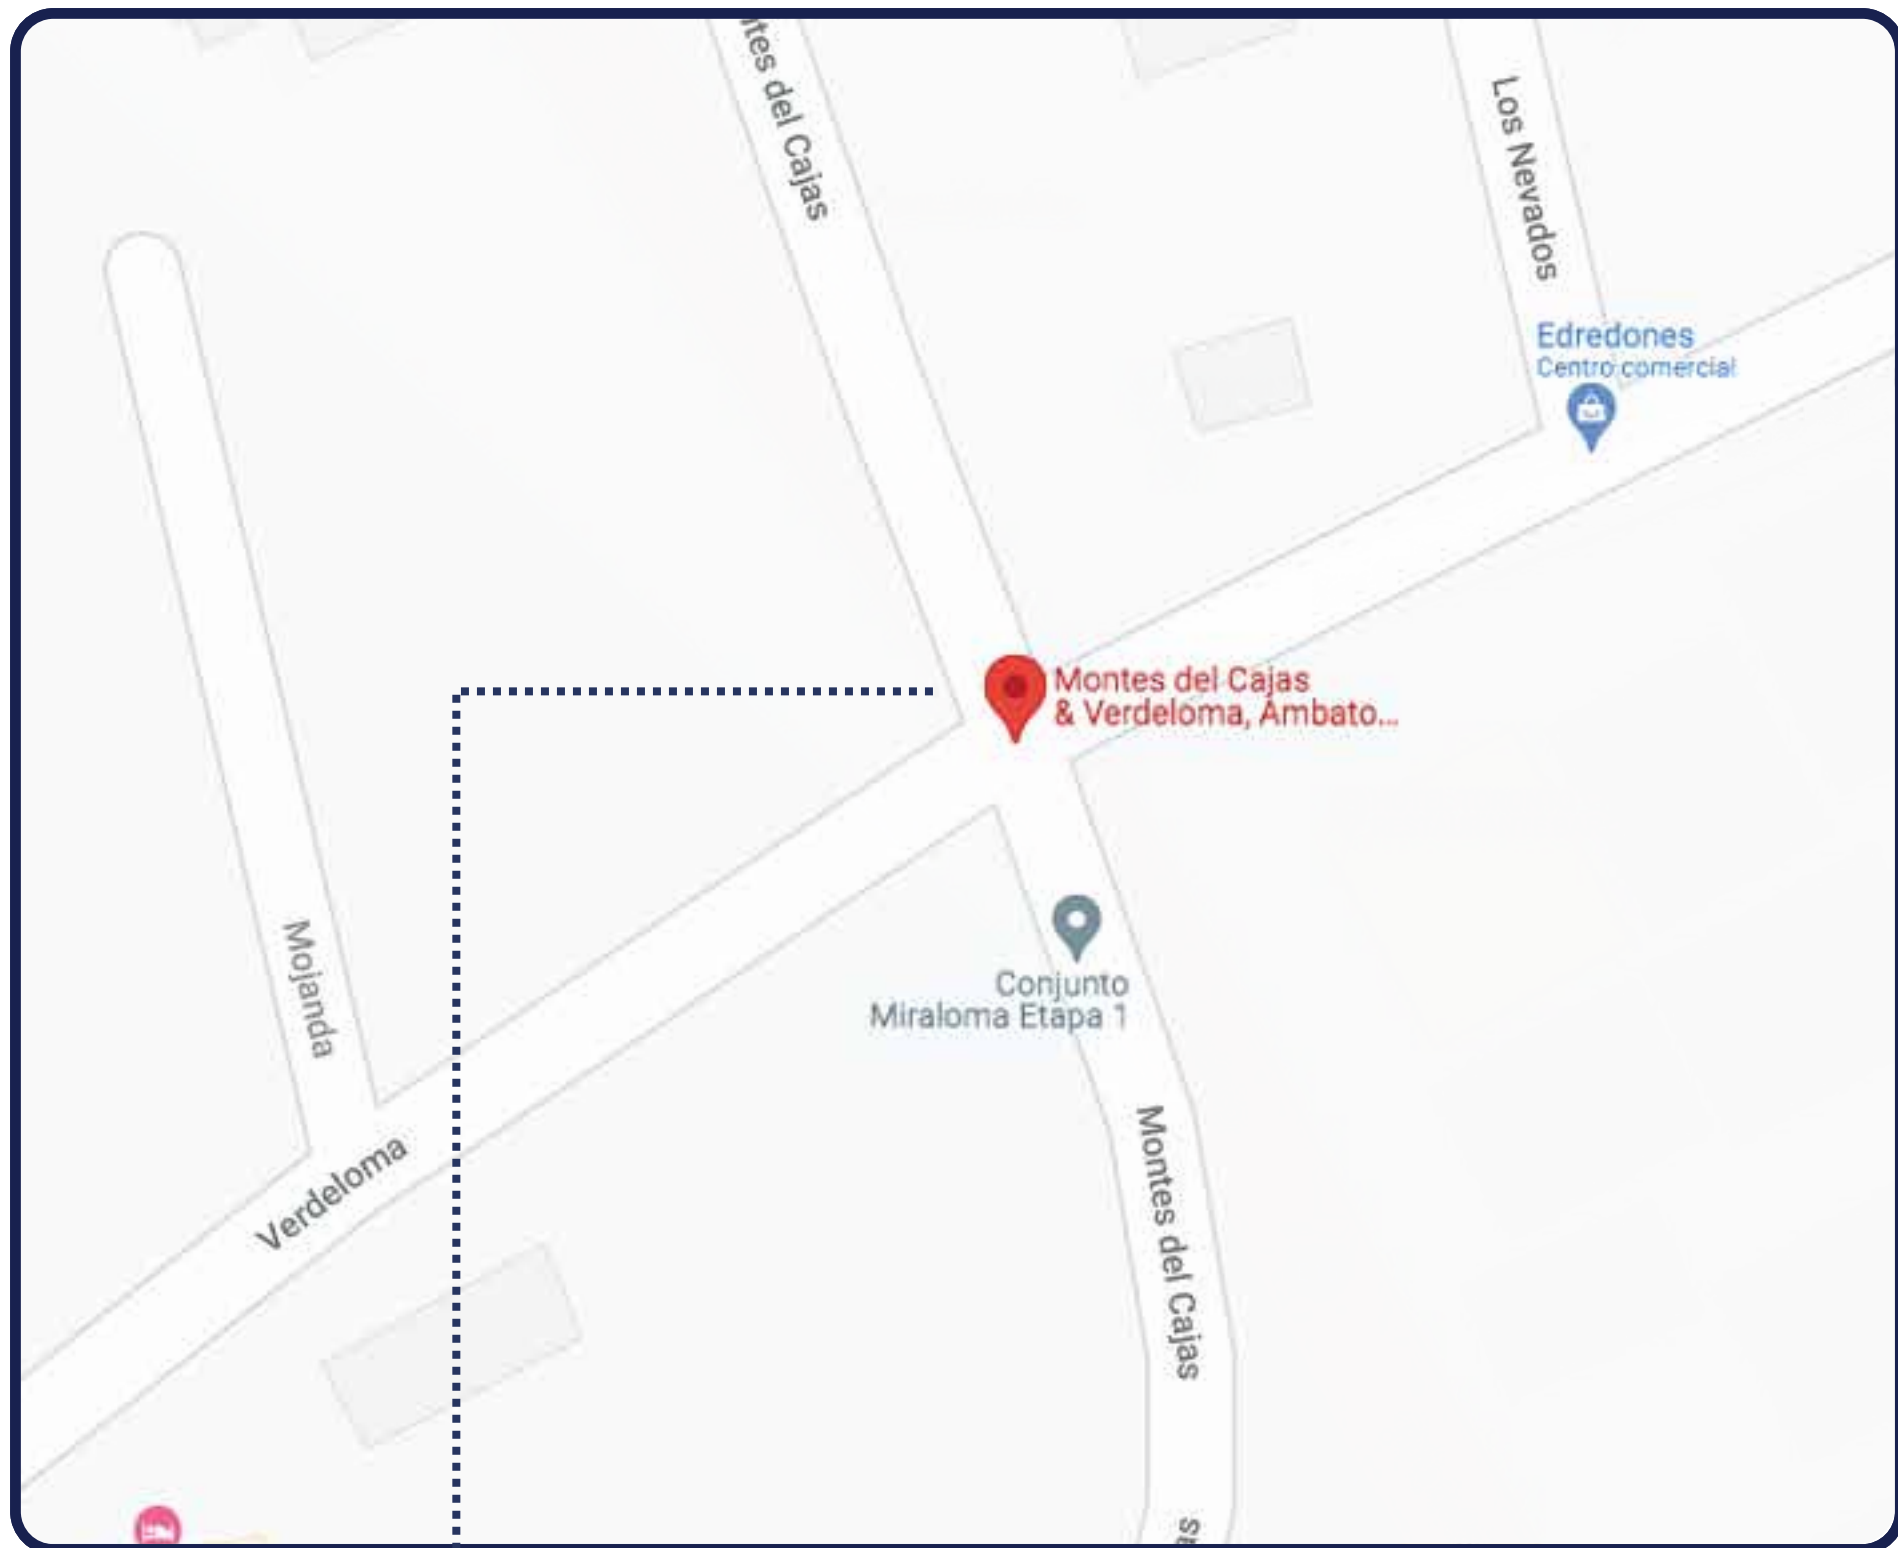 del Cajas
Los Nevados
Edredones
Centro comercial
Montes del Cajas
& Verdeloma, Ambato...
Mojanda
Conjunto
Miraloma Etapa 1
Verdeloma
Montes del Cajas